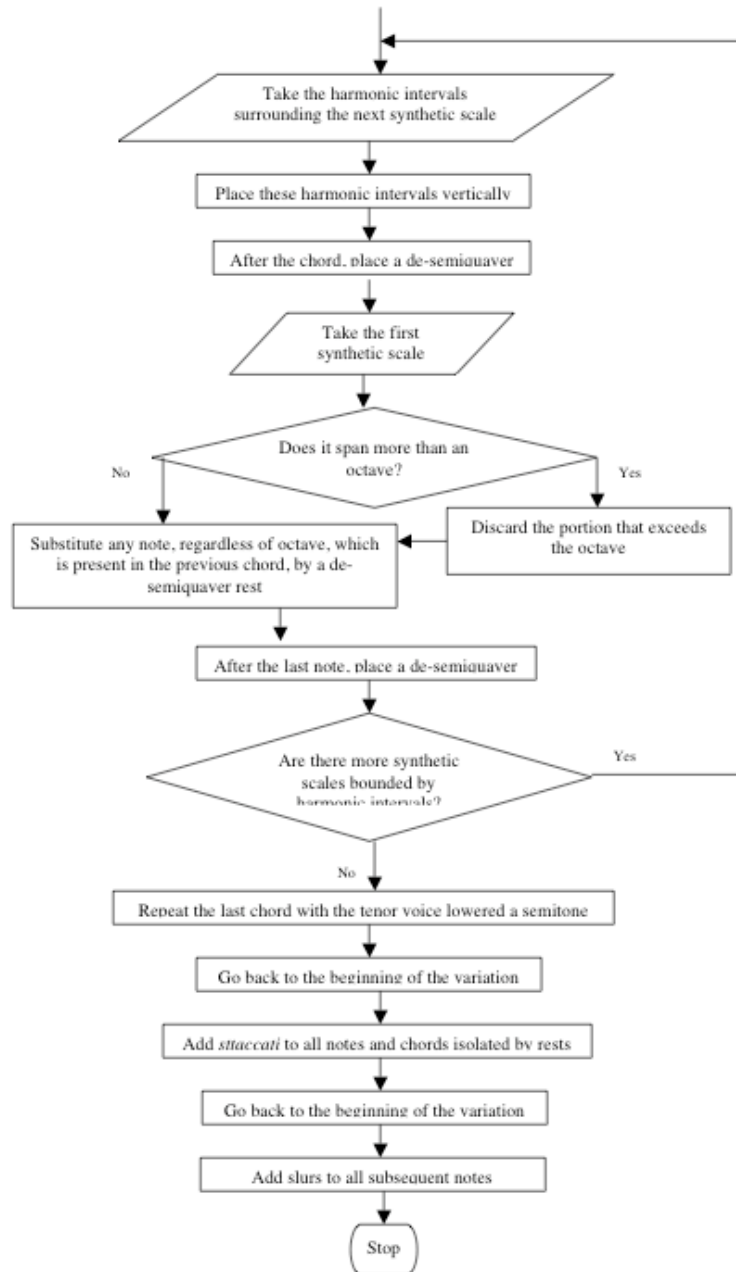 Take the harmonic intervals
surrounding the next synthetic scale
Place these harmonic intervals vertically
After the chord, place a de-semiquaver
Take the first
synthetic scale
Does it span more than an
octave?
No
Yes
Substitute any note, regardless of octave, which
is present in the previous chord, by a de-
semiquaver rest
Discard the portion that exceeds
the octave
After the last note, place a de-semiquaver
Are there more synthetic
scales bounded by
harmonic intervals?
Yes
No
Repeat the last chord with the tenor voice lowered a semitone
Go back to the beginning of the variation
Add sttaccati to all notes and chords isolated by rests
Go back to the beginning of the variation
Add slurs to all subsequent notes
Stop